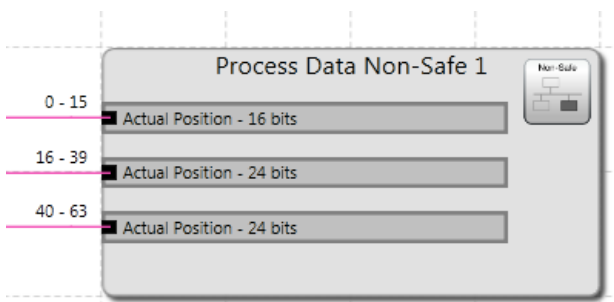 Process Data Non-Safe 1
Non-Safe
0 - 15
Actual Position - 16 bits
16 - 39
Actual Position - 24 bits
40 - 63
Actual Position - 24 bits